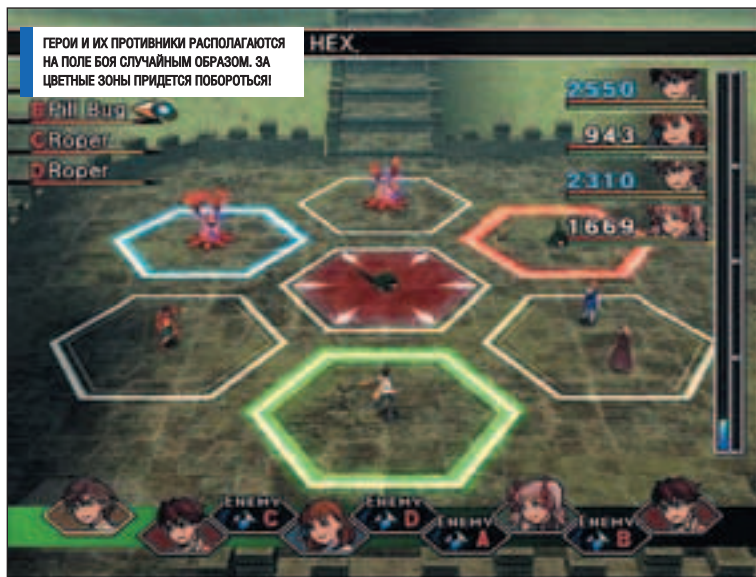 ГЕРОИ И ИХ ПРОТИВНИКИ РАСПОЛАГАЮТСЯ
НА ПОЛЕ БОЯ СЛУЧАЙНЫМ ОБРАЗОМ. ЗА
ЦВЕТНЫЕ ЗОНЫ ПРИДЕТСЯ ПОБОРОТЬСЯ!
HEX
Pill Bug
C Roper
D Roper
2550
943
2310
1669
ENEMY
C
ENEMY
D
ENEMY
A
ENEMY
B